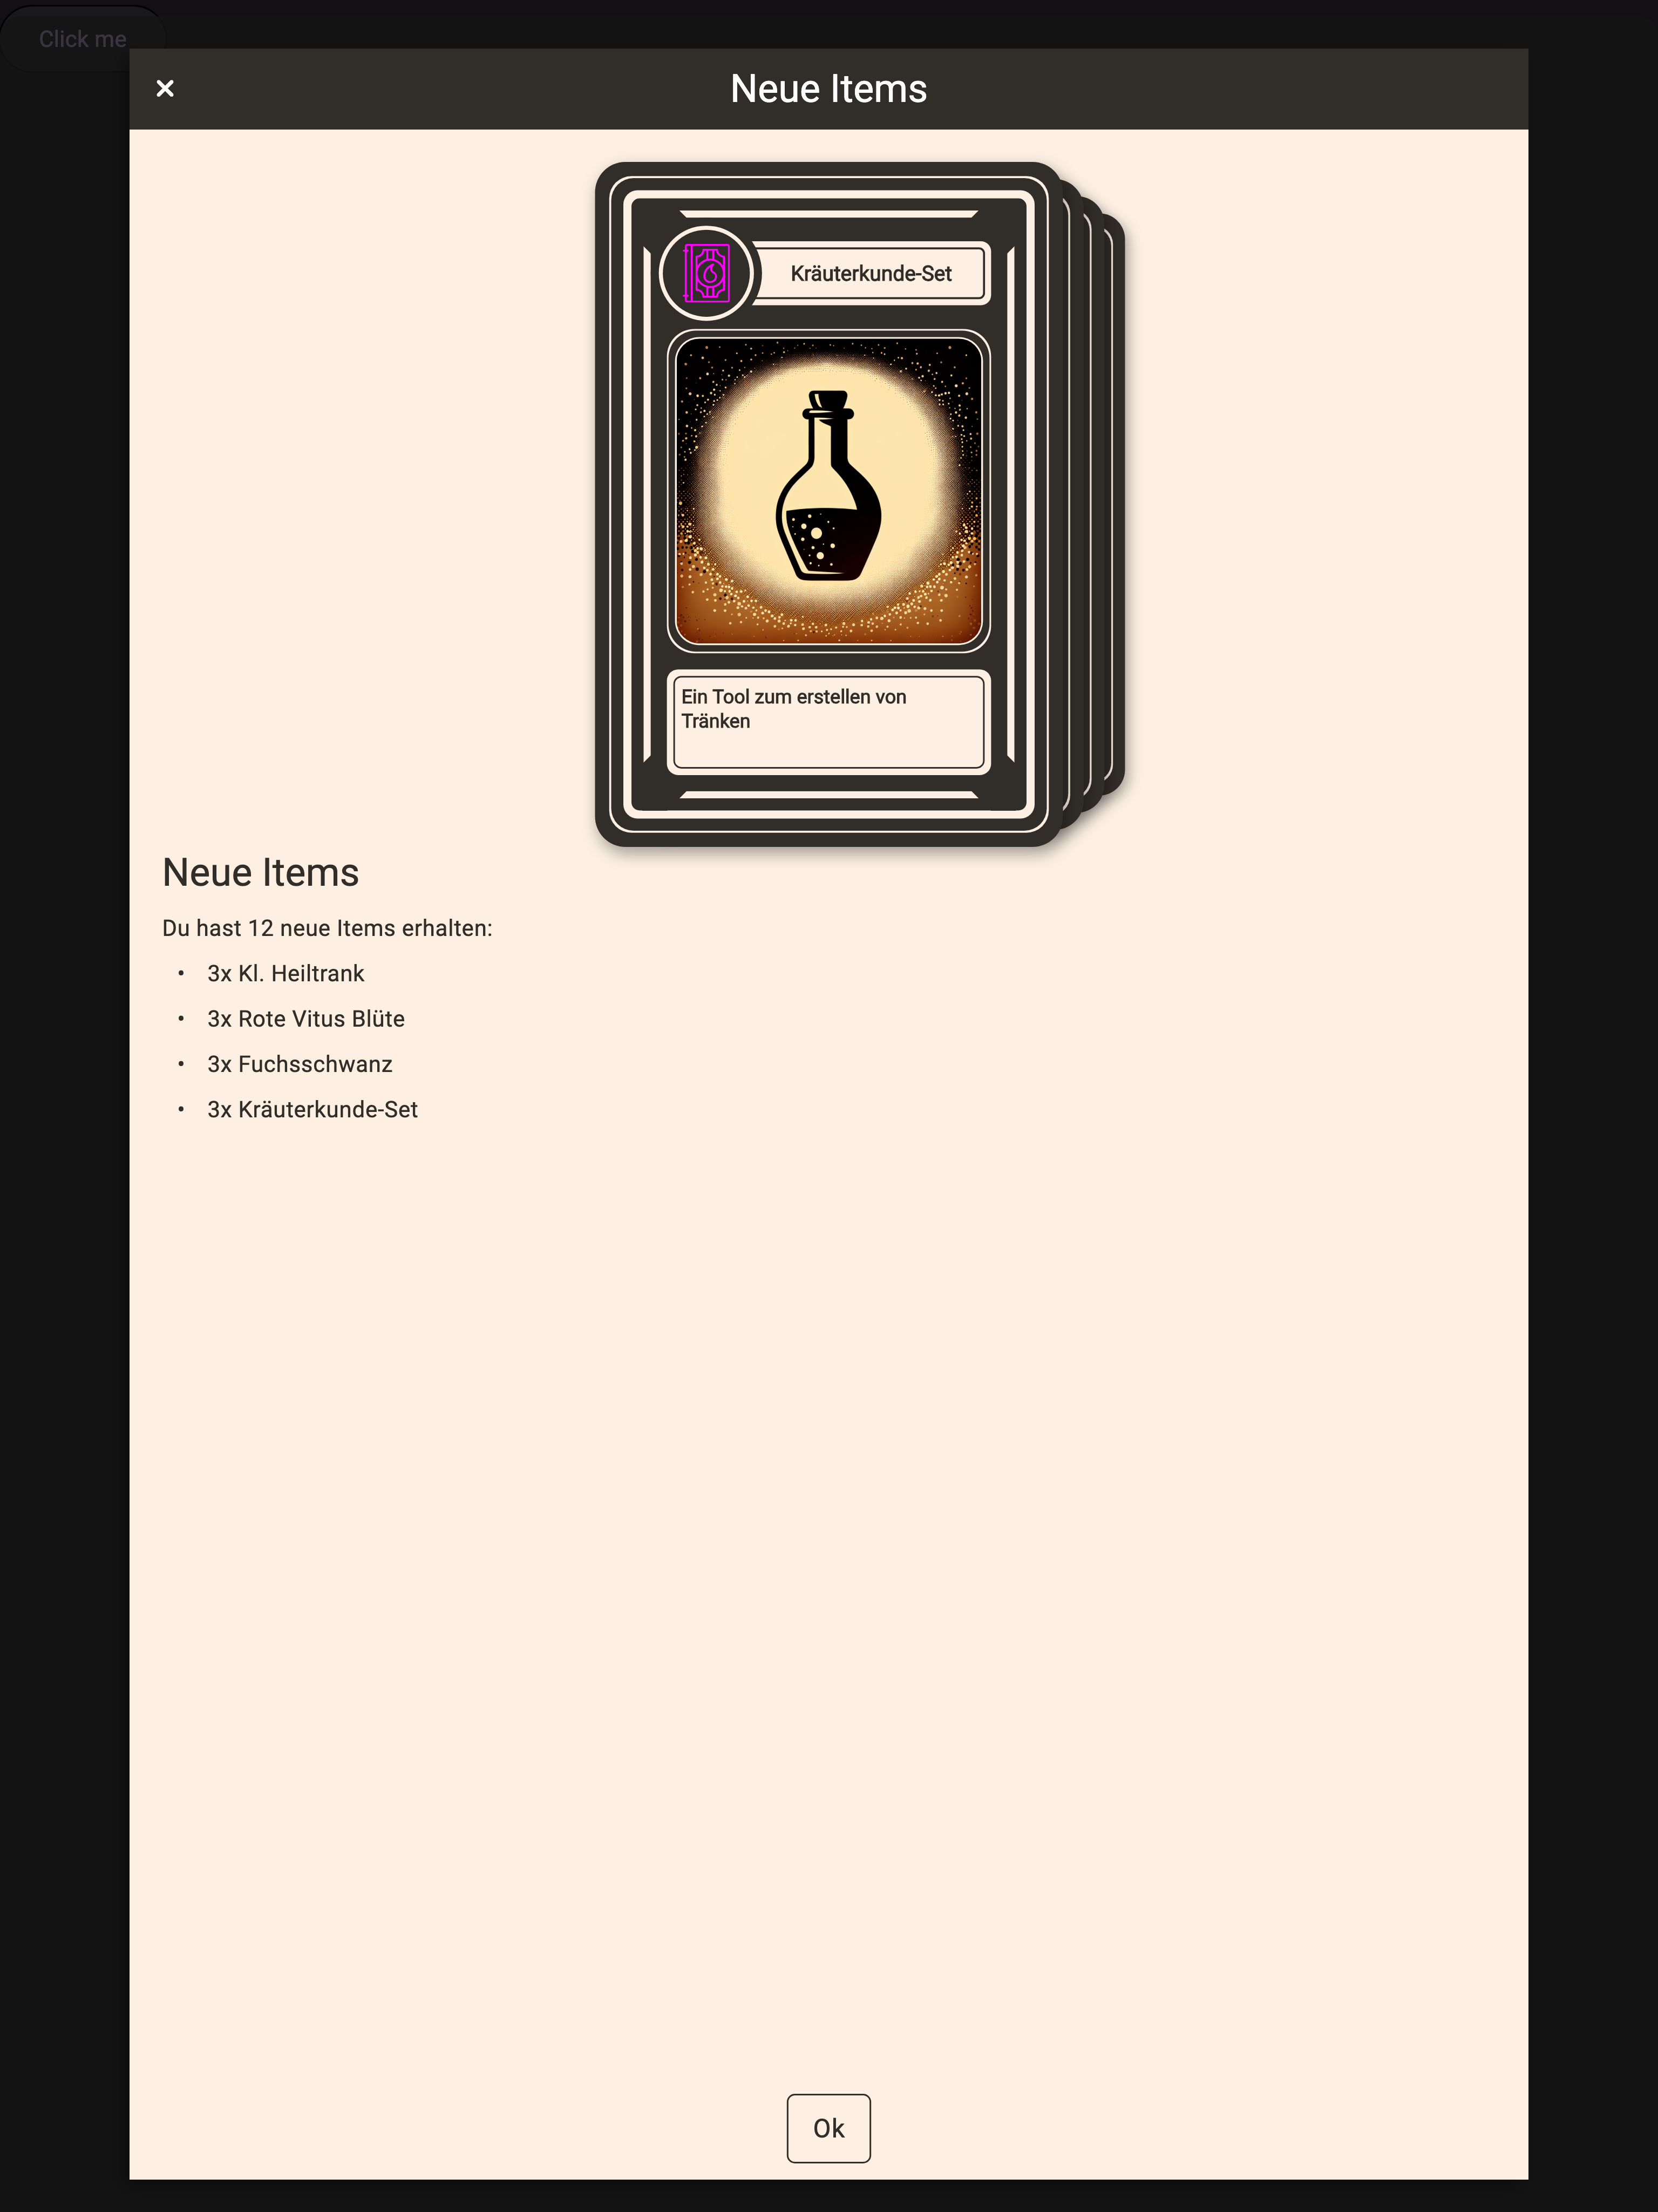 Click me
Neue Items
Kräuterkunde-Set
Ein Tool zum erstellen von
Tränken
Neue Items
Du hast 12 neue Items erhalten:
• 3x Kl. Heiltrank
• 3x Rote Vitus Blüte
• 3x Fuchsschwanz
• 3x Kräuterkunde-Set
Ok